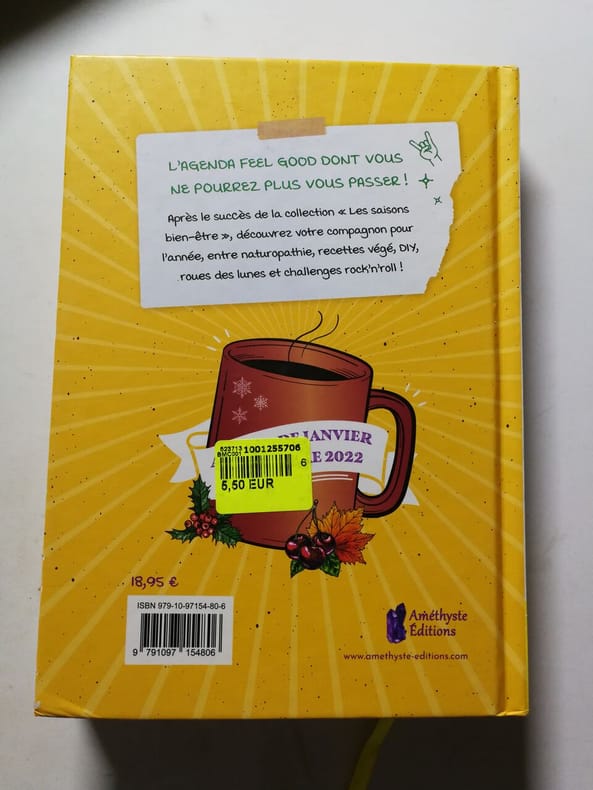 L'AGENDA FEEL GOOD DONT VOUS
NE POURREZ PLUS VOUS PASSER !
Après le succès de la collection « Les saisons
bien-être », découvrez votre compagnon pour
l'année, entre naturopathie, recettes végé, DIY,
roues des lunes et challenges rock'n'roll !
DE JANVIER
2022
623713 1001255706
BMC001
6
5,50 EUR
18,95 €
ISBN 979-10-97154-80-6
9 791097 154806
Améthyste
Éditions
www.amethyste-editions.com